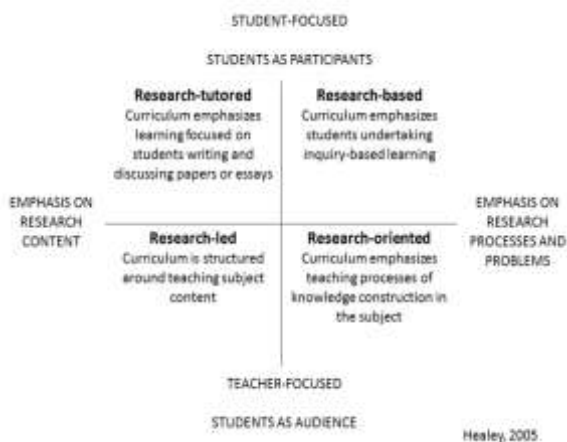 STUDENT-FOCUSED
STUDENTS AS PARTICIPANTS
Research-tutored
Curriculum emphasizes
learning focused on
students writing and
discussing papers or essays
Research-based
Curriculum emphasizes
students undertaking
inquiry-based learning
EMPHASIS ON
RESEARCH
CONTENT
EMPHASIS ON
RESEARCH
PROCESSES AND
PROBLEMS
Research-led
Curriculum is structured
around teaching subject
content
Research-oriented
Curriculum emphasizes
teaching processes of
knowledge construction in
the subject
TEACHER-FOCUSED
STUDENTS AS AUDIENCE
Healey, 2005